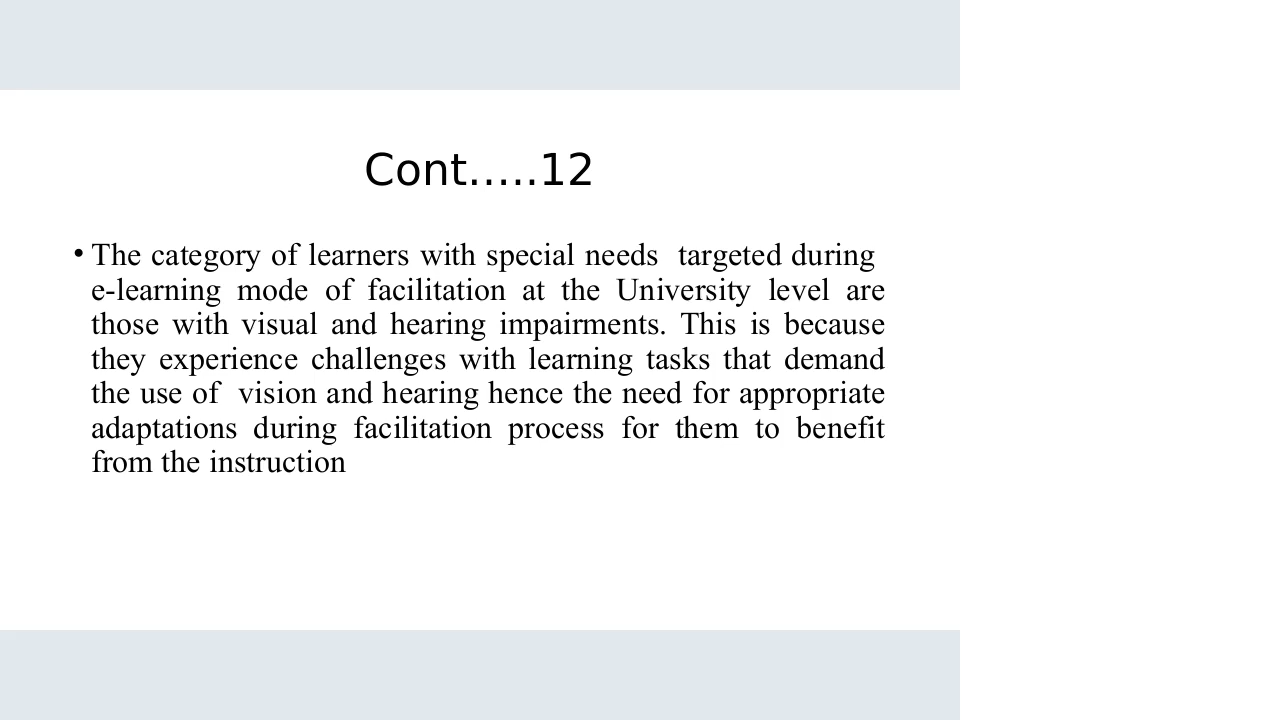 Cont…..12
• The category of learners with special needs  targeted during
e-learning mode of facilitation at the University level are
those with visual and hearing impairments. This is because
they experience challenges with learning tasks that demand
the use of  vision and hearing hence the need for appropriate
adaptations during facilitation process for them to benefit
from the instruction